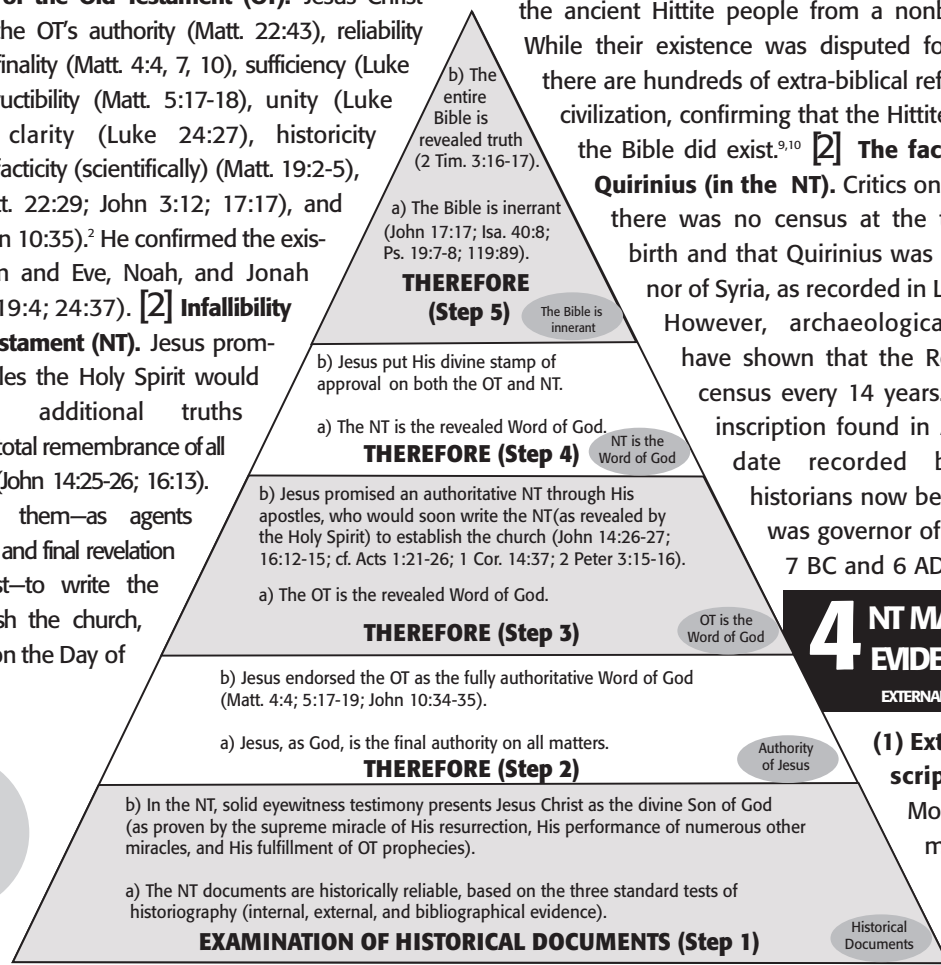 of the Old Testament (OT). Jesus Christ
the OT's authority (Matt. 22:43), reliability
finality (Matt. 4:4, 7, 10), sufficiency (Luke
ructibility (Matt. 5:17-18), unity (Luke
clarity (Luke 24:27), historicity
facticity (scientifically) (Matt. 19:2-5),
tt. 22:29; John 3:12; 17:17), and
n 10:35).² He confirmed the exis-
m and Eve, Noah, and Jonah
19:4; 24:37). [2] Infallibility
stament (NT). Jesus prom-
les the Holy Spirit would
additional truths
total remembrance of all
(John 14:25-26; 16:13).
them—as agents
and final revelation
st—to write the
sh the church,
on the Day of
b) The
entire
Bible is
revealed truth
(2 Tim. 3:16-17).
a) The Bible is inerrant
(John 17:17; Isa. 40:8;
Ps. 19:7-8; 119:89).
THEREFORE
(Step 5)
The Bible is
innerant
b) Jesus put His divine stamp of
approval on both the OT and NT.
a) The NT is the revealed Word of God.
THEREFORE (Step 4)
NT is the
Word of God
b) Jesus promised an authoritative NT through His
apostles, who would soon write the NT(as revealed by
the Holy Spirit) to establish the church (John 14:26-27;
16:12-15; cf. Acts 1:21-26; 1 Cor. 14:37; 2 Peter 3:15-16).
a) The OT is the revealed Word of God.
THEREFORE (Step 3)
OT is the
Word of God
b) Jesus endorsed the OT as the fully authoritative Word of God
(Matt. 4:4; 5:17-19; John 10:34-35).
a) Jesus, as God, is the final authority on all matters.
THEREFORE (Step 2)
Authority
of Jesus
b) In the NT, solid eyewitness testimony presents Jesus Christ as the divine Son of God
(as proven by the supreme miracle of His resurrection, His performance of numerous other
miracles, and His fulfillment of OT prophecies).
a) The NT documents are historically reliable, based on the three standard tests of
historiography (internal, external, and bibliographical evidence).
EXAMINATION OF HISTORICAL DOCUMENTS (Step 1)
Historical
Documents
the ancient Hittite people from a nonb
While their existence was disputed fo
there are hundreds of extra-biblical ref
civilization, confirming that the Hittite
the Bible did exist.⁹,¹⁰ [2] The fac
Quirinius (in the NT). Critics on
there was no census at the
birth and that Quirinius was
nor of Syria, as recorded in L
However, archaeologica
have shown that the R
census every 14 years
inscription found in
date recorded b
historians now be
was governor of
7 BC and 6 AD
4 NT MA
EVIDE
EXTERNA
(1) Ext
scrip
Mo
m